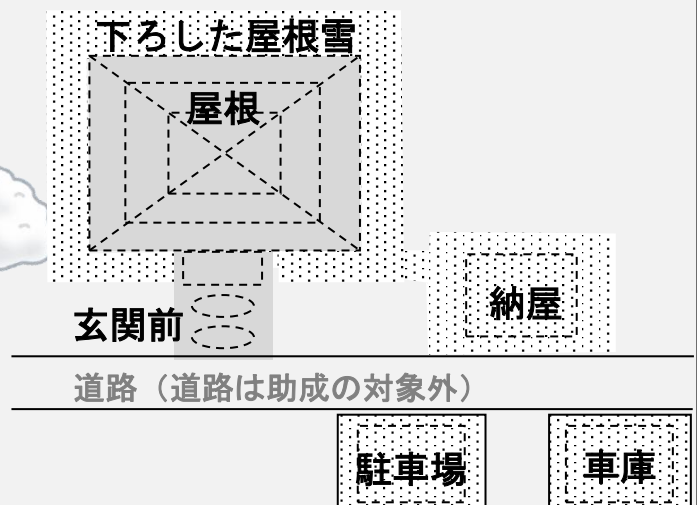 下ろした屋根雪
屋根
納屋
玄関前
道路（道路は助成の対象外）
駐車場
車庫